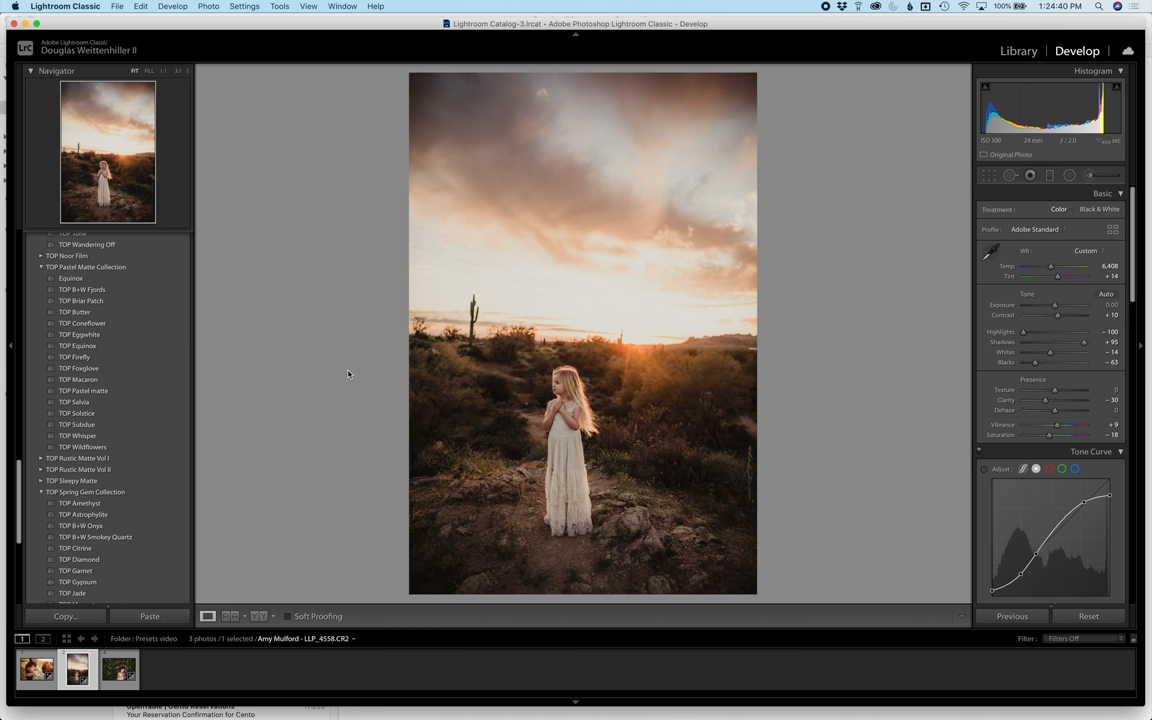 Lightroom Classic File Edit Develop Photo Settings Tools View Window Help 100% 1:24:40 PM
Lightroom Catalog-3.lrcat - Adobe Photoshop Lightroom Classic - Develop
LrC Adobe Lightroom Classic
Douglas Weittenhiller II
Library | Develop
Navigator FIT FILL 1:1 3:1
TOP Wandering Off
TOP Noor Film
TOP Pastel Matte Collection
Equinox
TOP B+W Fjords
TOP Briar Patch
TOP Butter
TOP Coneflower
TOP Eggwhite
TOP Equinox
TOP Firefly
TOP Foxglove
TOP Macaron
TOP Pastel matte
TOP Salvia
TOP Solstice
TOP Subdue
TOP Whisper
TOP Wildflowers
TOP Rustic Matte Vol I
TOP Rustic Matte Vol II
TOP Sleepy Matte
TOP Spring Gem Collection
TOP Amethyst
TOP Astrophylite
TOP B+W Onyx
TOP B+W Smokey Quartz
TOP Citrine
TOP Diamond
TOP Garnet
TOP Gypsum
TOP Jade
Copy... Paste
Soft Proofing
Histogram
ISO 100 24 mm ƒ / 2.0
Original Photo
Basic
Treatment : Color Black & White
Profile : Adobe Standard
WB : Custom
Temp 6,408
Tint + 14
Tone Auto
Exposure 0.00
Contrast + 10
Highlights − 100
Shadows + 95
Whites − 14
Blacks − 63
Presence
Texture 0
Clarity − 30
Dehaze 0
Vibrance + 9
Saturation − 18
Tone Curve
Adjust :
Previous Reset
1 2 Folder : Presets video 3 photos / 1 selected / Amy Mulford - LLP_4558.CR2 Filter : Filters Off
OpenTable | Cento Reservations
Your Reservation Confirmation for Cento